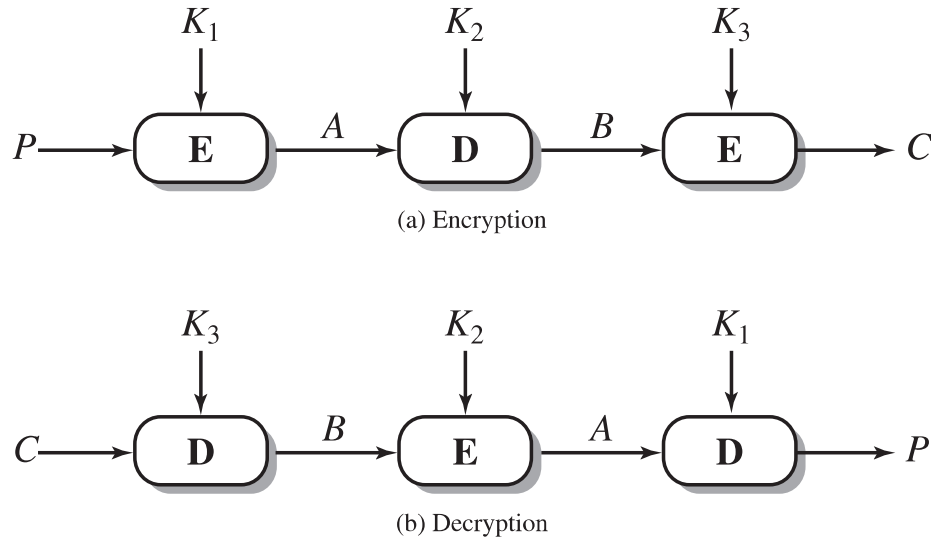 K₁ K₂ K₃
P E A D B E C
(a) Encryption
K₃ K₂ K₁
C D B E A D P
(b) Decryption